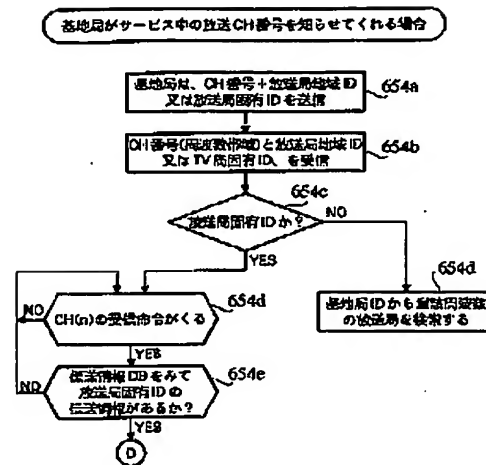 基地局がサービス中の放送CH番号を知らせてくれる場合
基地局は、CH番号+放送局地域ID
又は放送局固有IDを送信
654a
CH番号(周波数帯域)と放送局地域ID
又はTV局固有ID、を受信
654b
654c
放送局固有IDか?
NO
YES
654d
CH(n)の受信命令がくる
NO
YES
654d
基地局IDから
の放送局を検索する
654e
伝送情報DBをみて
放送局固有IDの
伝送情報があるか?
NO
YES
D